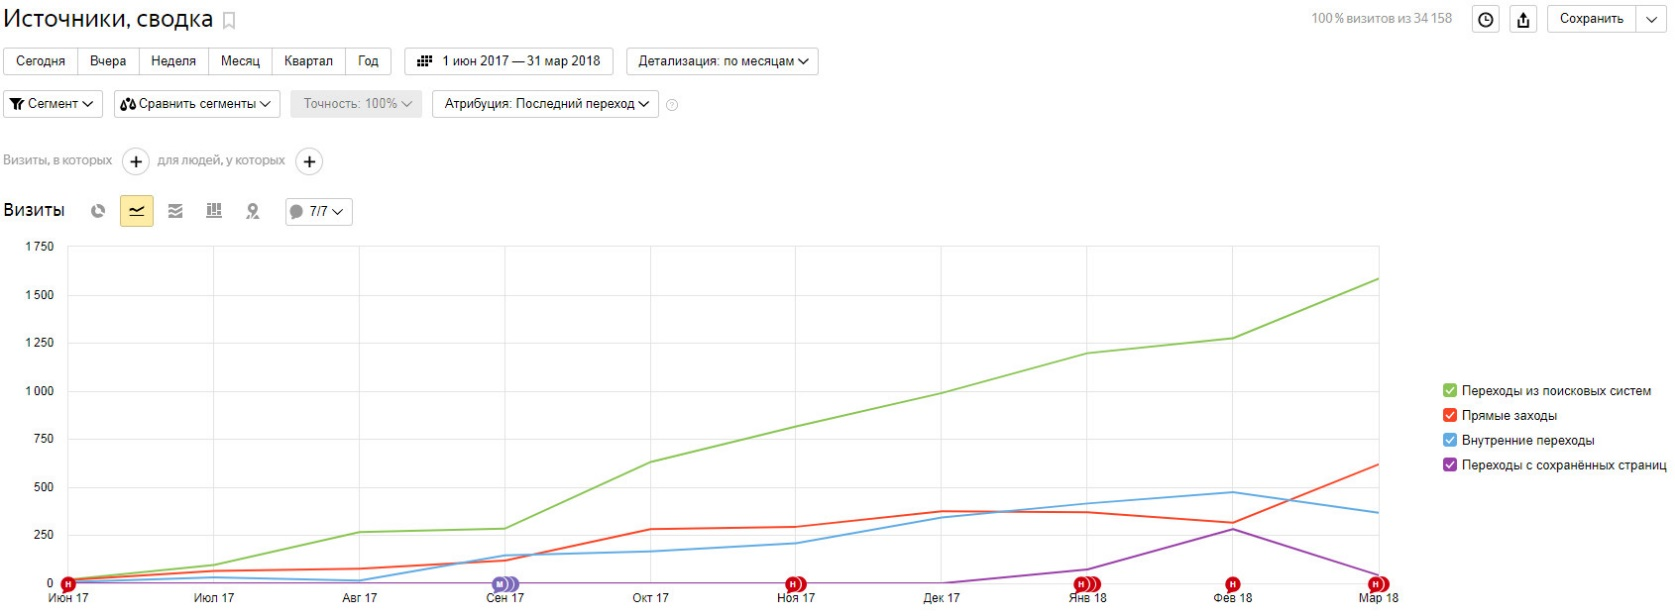 Источники, сводка
100 % визитов из 34 158
Сохранить
Сегодня Вчера Неделя Месяц Квартал Год
1 июн 2017 — 31 мар 2018
Детализация: по месяцам
Сегмент
Сравнить сегменты
Точность: 100%
Атрибуция: Последний переход
?
Визиты, в которых + для людей, у которых +
Визиты
7/7
1 750
1 500
1 250
1 000
750
500
250
0
Переходы из поисковых систем
Прямые заходы
Внутренние переходы
Переходы с сохранённых страниц
Н М Н Н Н Н
Июн 17 Июл 17 Авг 17 Сен 17 Окт 17 Ноя 17 Дек 17 Янв 18 Фев 18 Мар 18